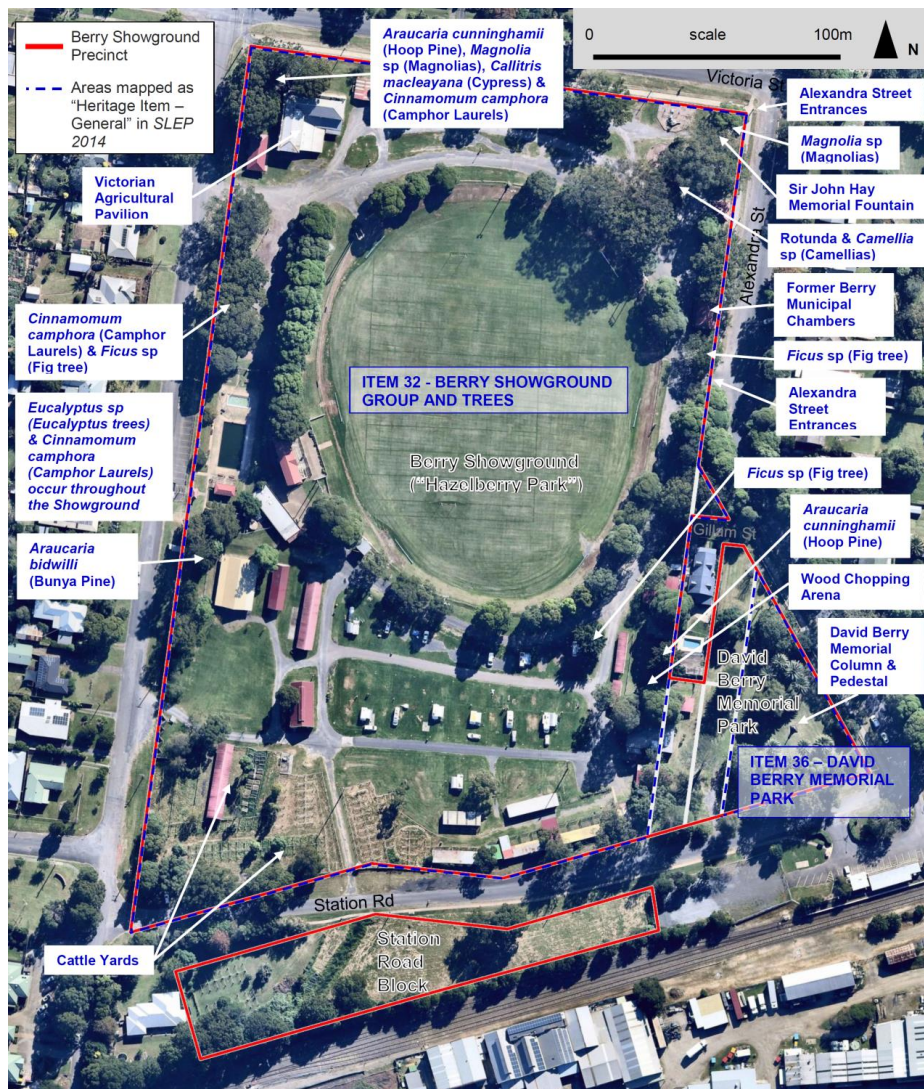 Berry Showground
Precinct
Areas mapped as
“Heritage Item –
General” in SLEP
2014
Araucaria cunninghamii
(Hoop Pine), Magnolia
sp (Magnolias), Callitris
macleayana (Cypress) &
Cinnamomum camphora
(Camphor Laurels)
0 scale 100m
N
Victoria St
Alexandra Street
Entrances
Magnolia sp
(Magnolias)
Sir John Hay
Memorial Fountain
Rotunda & Camellia
sp (Camellias)
Alexandra St
Former Berry
Municipal
Chambers
Ficus sp (Fig tree)
Alexandra
Street
Entrances
Victorian
Agricultural
Pavilion
Cinnamomum
camphora (Camphor
Laurels) & Ficus sp
(Fig tree)
Eucalyptus sp
(Eucalyptus trees)
& Cinnamomum
camphora
(Camphor Laurels)
occur throughout
the Showground
Araucaria
bidwilli
(Bunya Pine)
ITEM 32 - BERRY SHOWGROUND
GROUP AND TREES
Berry Showground
(“Hazelberry Park”)
Ficus sp (Fig tree)
Gillam St
Araucaria
cunninghamii
(Hoop Pine)
Wood Chopping
Arena
David
Berry
Memorial
Park
David Berry
Memorial
Column &
Pedestal
ITEM 36 – DAVID
BERRY MEMORIAL
PARK
Station Rd
Station
Road
Block
Cattle Yards